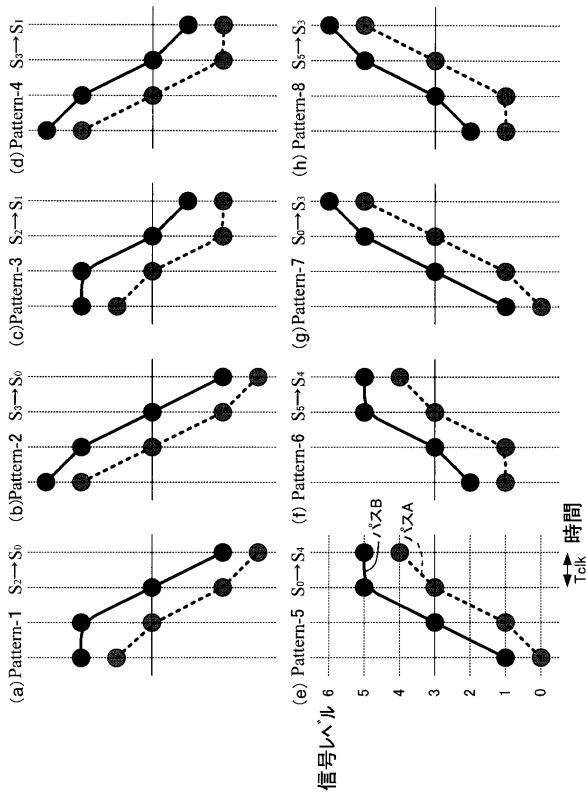 (a) Pattern-1 S2→S0
(b) Pattern-2 S3→S0
(c) Pattern-3 S2→S1
(d) Pattern-4 S3→S1
(e) Pattern-5 S0→S4
(f) Pattern-6 S5→S4
(g) Pattern-7 S0→S3
(h) Pattern-8 S5→S3
信号レベル
6
5
4
3
2
1
0
パスB
パスA
Tclk
時間